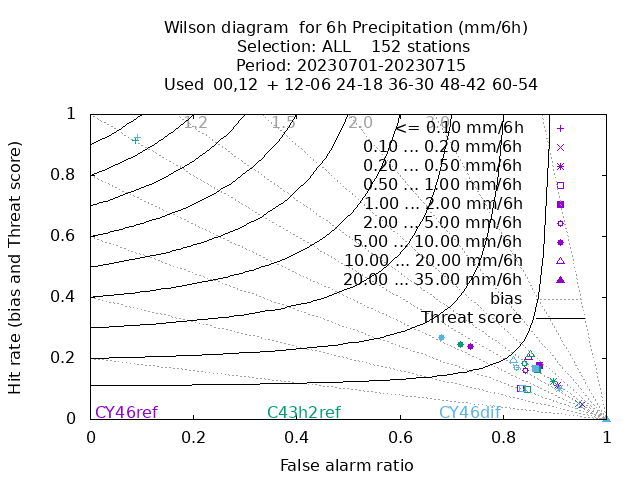 Wilson diagram for 6h Precipitation (mm/6h)
Selection: ALL 152 stations
Period: 20230701-20230715
Used 00,12 + 12-06 24-18 36-30 48-42 60-54
1.2 1.5 2.0 3.0
<= 0.10 mm/6h
0.10 ... 0.20 mm/6h
0.20 ... 0.50 mm/6h
0.50 ... 1.00 mm/6h
1.00 ... 2.00 mm/6h
2.00 ... 5.00 mm/6h
5.00 ... 10.00 mm/6h
10.00 ... 20.00 mm/6h
20.00 ... 35.00 mm/6h
bias
Threat score
Hit rate (bias and Threat score)
1
0.8
0.6
0.4
0.2
0
CY46ref C43h2ref CY46dif
0 0.2 0.4 0.6 0.8 1
False alarm ratio